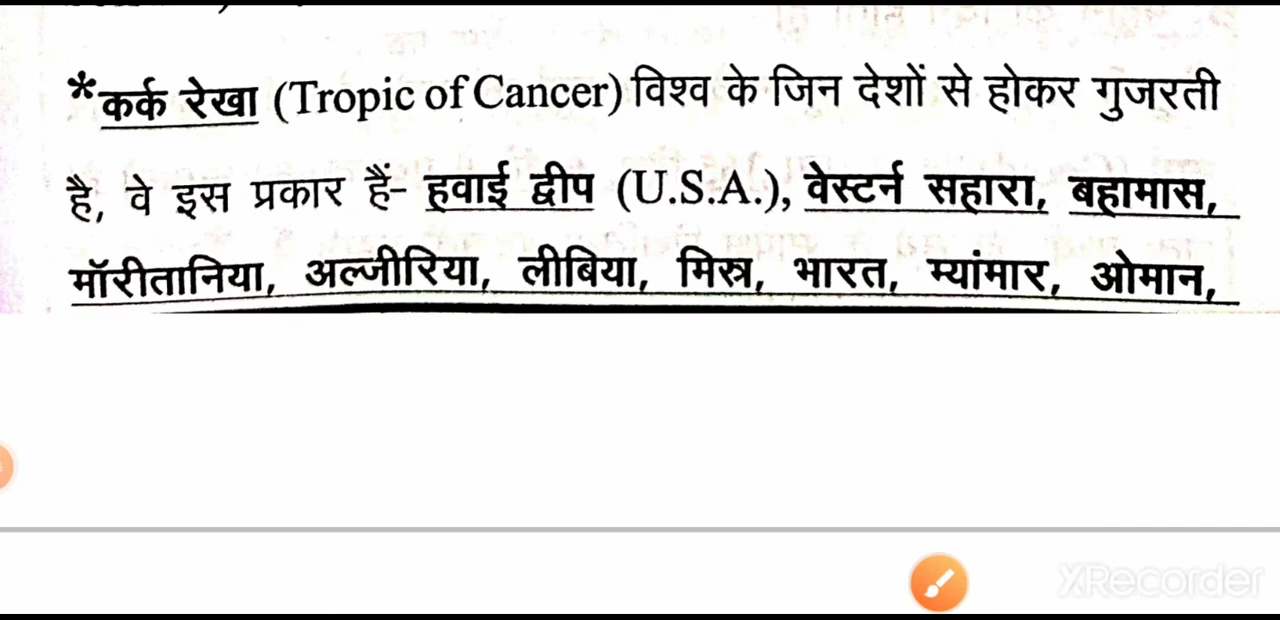 *कर्क रेखा (Tropic of Cancer) विश्व के जिन देशों से होकर गुजरती
है, वे इस प्रकार हैं- हवाई द्वीप (U.S.A.), वेस्टर्न सहारा, बहामास,
मॉरीतानिया, अल्जीरिया, लीबिया, मिस्र, भारत, म्यांमार, ओमान,
XRecorder